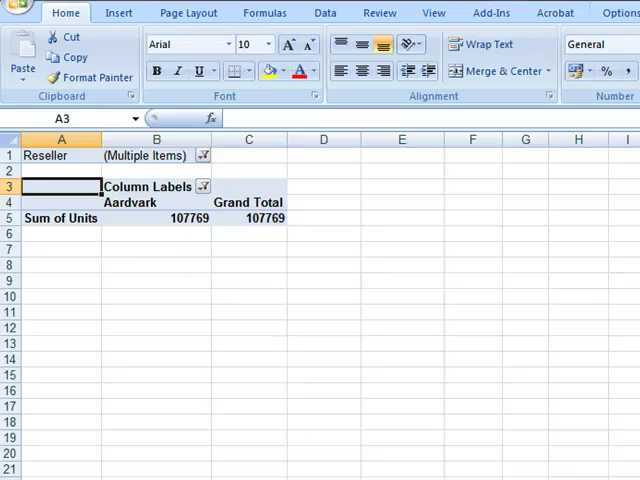 Home Insert Page Layout Formulas Data Review View Add-Ins Acrobat Options
Cut
Copy
Format Painter
Paste
Clipboard
Arial 10 A A
B I U A
Font
Wrap Text
Merge & Center
Alignment
General
% ,
Number
A3 fx
A B C D E F G H I
1 Reseller (Multiple Items)
2
3 Column Labels
4 Aardvark Grand Total
5 Sum of Units 107769 107769
6
7
8
9
10
11
12
13
14
15
16
17
18
19
20
21